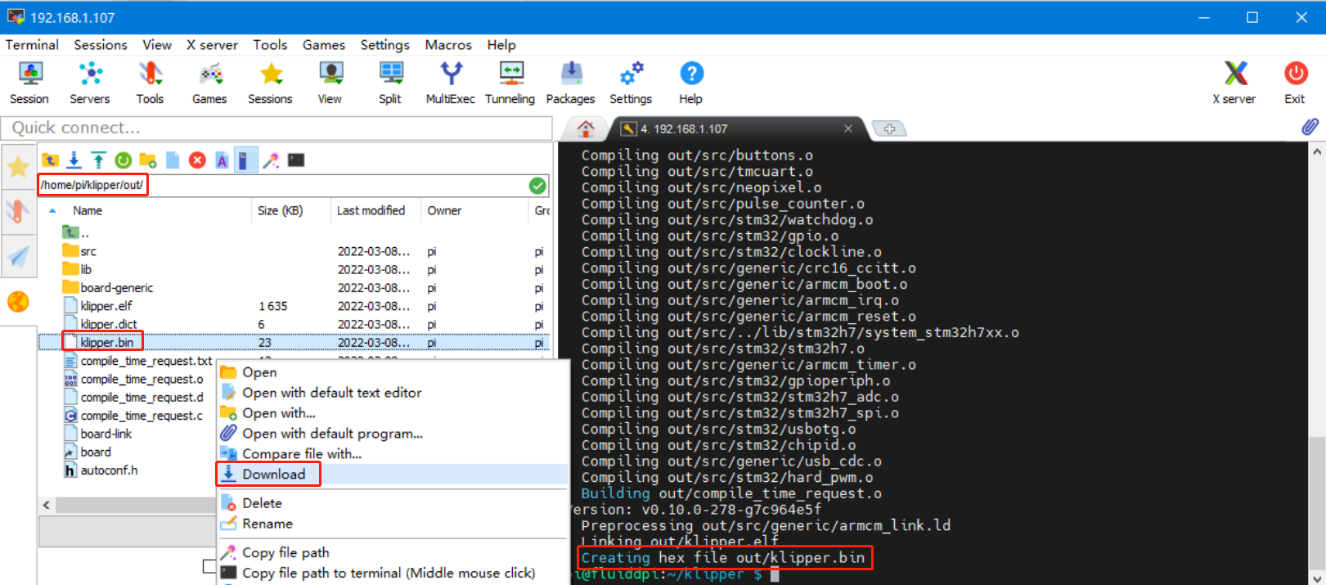 192.168.1.107
Terminal Sessions View X server Tools Games Settings Macros Help
Session Servers Tools Games Sessions View Split MultiExec Tunneling Packages Settings Help X server Exit
Quick connect...
4. 192.168.1.107
/home/pi/klipper/out/
Name Size (KB) Last modified Owner Gr
..
src 2022-03-08... pi pi
lib 2022-03-08... pi pi
board-generic 2022-03-08... pi pi
klipper.elf 1 635 2022-03-08... pi pi
klipper.dict 6 2022-03-08... pi pi
klipper.bin 23 2022-03-08... pi pi
compile_time_request.txt
compile_time_request.o
compile_time_request.d
compile_time_request.c
board-link
board
autoconf.h
Open
Open with default text editor
Open with...
Open with default program...
Compare file with...
Download
Delete
Rename
Copy file path
Copy file path to terminal (Middle mouse click)
Compiling out/src/buttons.o
Compiling out/src/tmcuart.o
Compiling out/src/neopixel.o
Compiling out/src/pulse_counter.o
Compiling out/src/stm32/watchdog.o
Compiling out/src/stm32/gpio.o
Compiling out/src/stm32/clockline.o
Compiling out/src/generic/crc16_ccitt.o
Compiling out/src/generic/armcm_boot.o
Compiling out/src/generic/armcm_irq.o
Compiling out/src/generic/armcm_reset.o
Compiling out/src/../lib/stm32h7/system_stm32h7xx.o
Compiling out/src/stm32/stm32h7.o
Compiling out/src/generic/armcm_timer.o
Compiling out/src/stm32/gpioperiph.o
Compiling out/src/stm32/stm32h7_adc.o
Compiling out/src/stm32/stm32h7_spi.o
Compiling out/src/stm32/usbotg.o
Compiling out/src/stm32/chipid.o
Compiling out/src/generic/usb_cdc.o
Compiling out/src/stm32/hard_pwm.o
Building out/compile_time_request.o
ersion: v0.10.0-278-g7c964e5f
Preprocessing out/src/generic/armcm_link.ld
Linking out/klipper.elf
Creating hex file out/klipper.bin
i@fluiddpi:~/klipper $